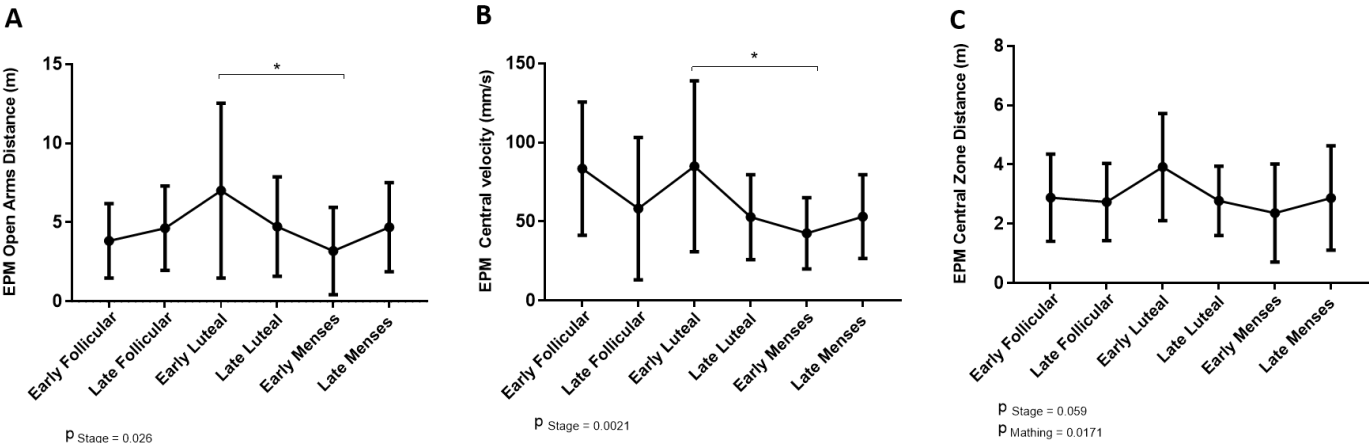 A
EPM Open Arms Distance (m)
15
10
5
0
*
Early Follicular
Late Follicular
Early Luteal
Late Luteal
Early Menses
Late Menses
p Stage = 0.026
B
EPM Central velocity (mm/s)
150
100
50
0
*
Early Follicular
Late Follicular
Early Luteal
Late Luteal
Early Menses
Late Menses
p Stage = 0.0021
C
EPM Central Zone Distance (m)
8
6
4
2
0
Early Follicular
Late Follicular
Early Luteal
Late Luteal
Early Menses
Late Menses
p Stage = 0.059
p Mathing = 0.0171